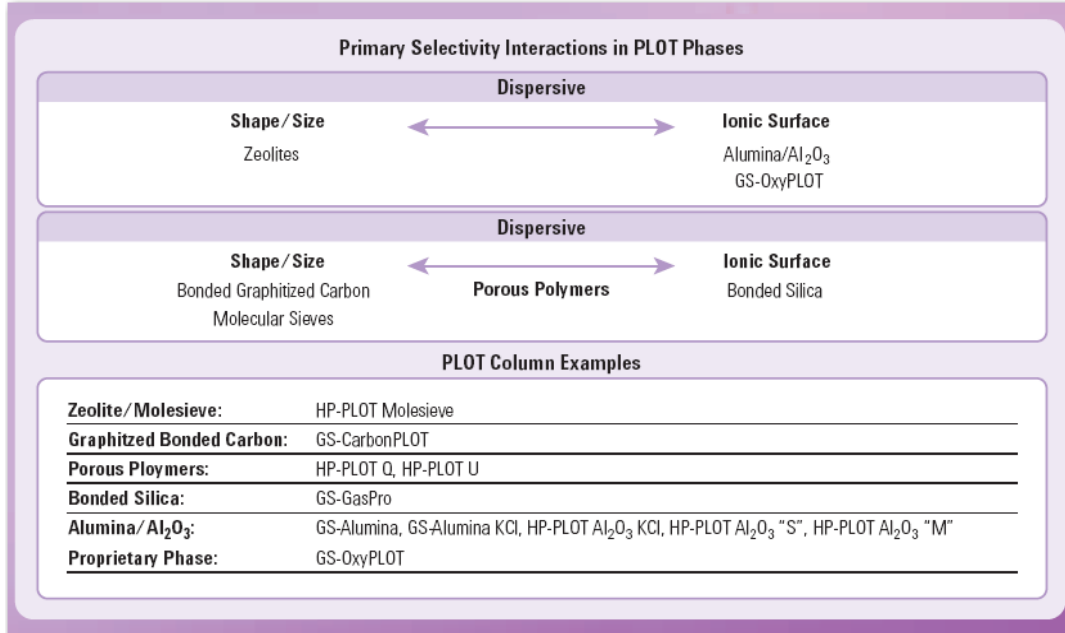 Primary Selectivity Interactions in PLOT Phases
Dispersive
Shape/Size Ionic Surface
Zeolites Alumina/Al₂O₃
GS-OxyPLOT
Dispersive
Shape/Size Ionic Surface
Bonded Graphitized Carbon Porous Polymers Bonded Silica
Molecular Sieves
PLOT Column Examples
Zeolite/Molesieve: HP-PLOT Molesieve
Graphitzed Bonded Carbon: GS-CarbonPLOT
Porous Ploymers: HP-PLOT Q, HP-PLOT U
Bonded Silica: GS-GasPro
Alumina/Al₂O₃: GS-Alumina, GS-Alumina KCl, HP-PLOT Al₂O₃ KCl, HP-PLOT Al₂O₃ “S”, HP-PLOT Al₂O₃ “M”
Proprietary Phase: GS-OxyPLOT